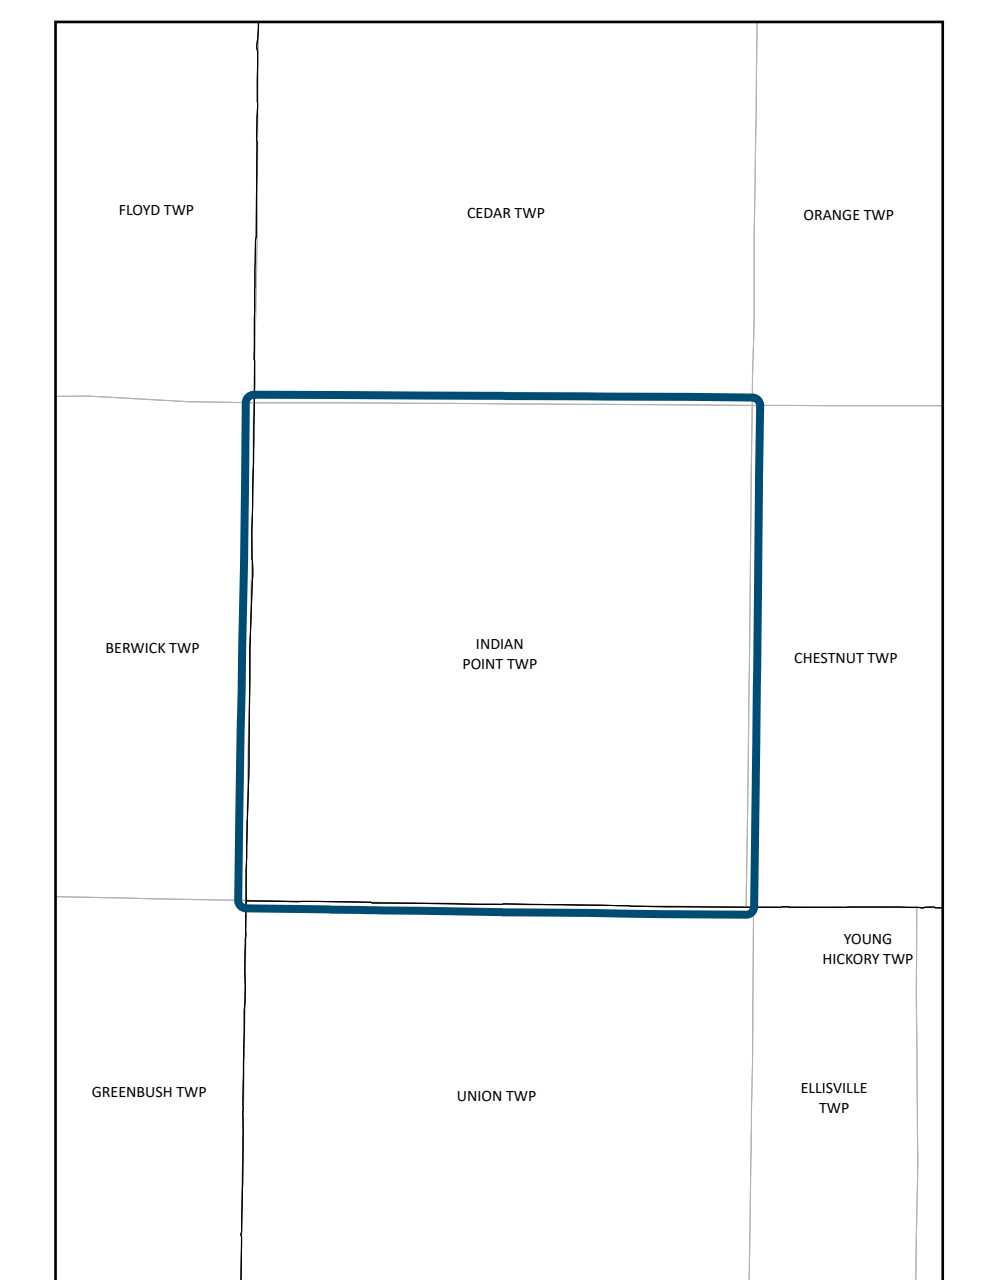 FLOYD TWP
CEDAR TWP
ORANGE TWP
BERWICK TWP
INDIAN
POINT TWP
CHESTNUT TWP
YOUNG
HICKORY TWP
GREENBUSH TWP
UNION TWP
ELLISVILLE
TWP